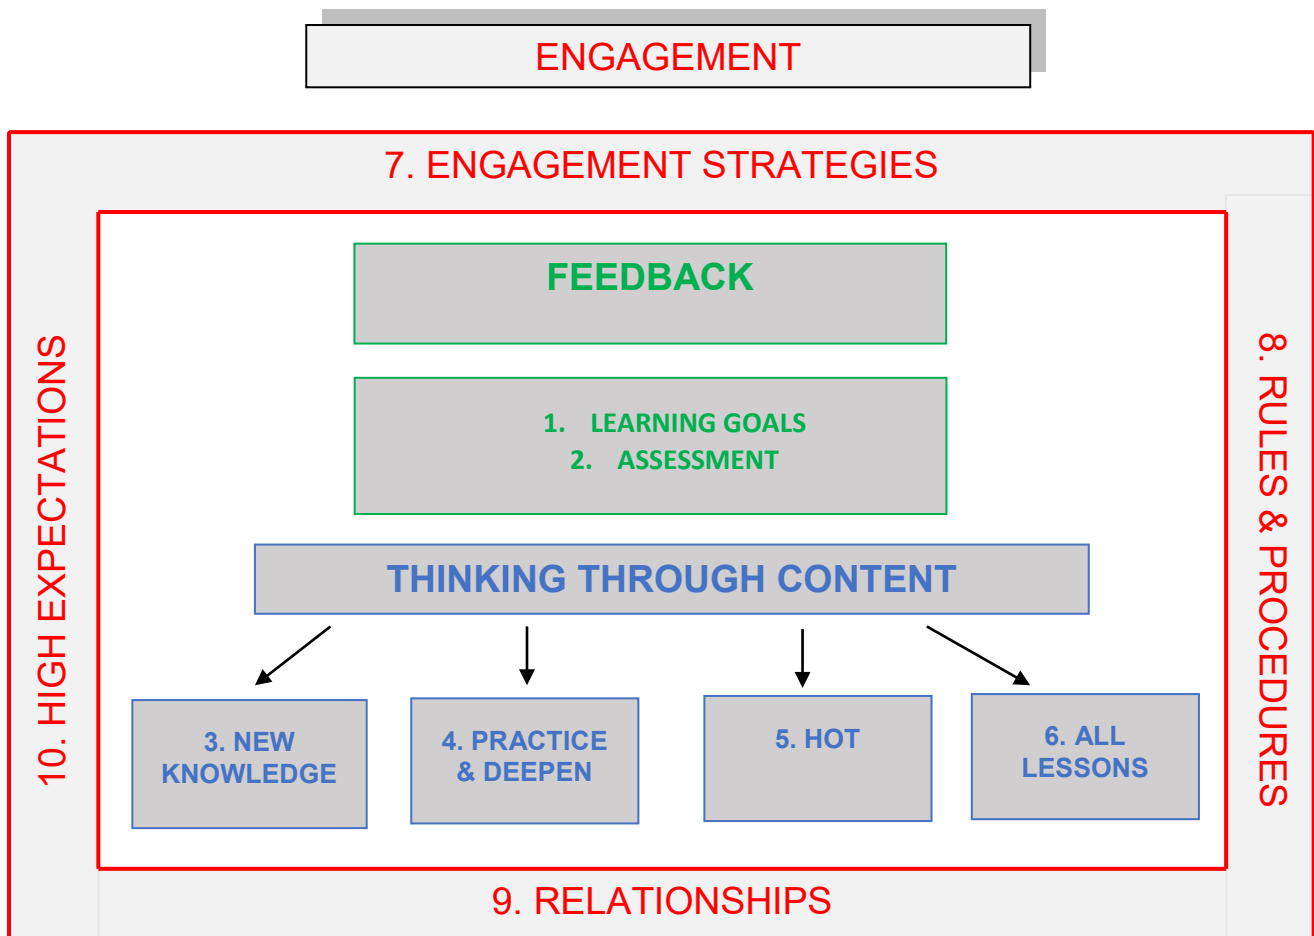 ENGAGEMENT
7. ENGAGEMENT STRATEGIES
10. HIGH EXPECTATIONS
FEEDBACK
1. LEARNING GOALS
2. ASSESSMENT
THINKING THROUGH CONTENT
3. NEW
KNOWLEDGE
4. PRACTICE
& DEEPEN
5. HOT
6. ALL
LESSONS
8. RULES & PROCEDURES
9. RELATIONSHIPS